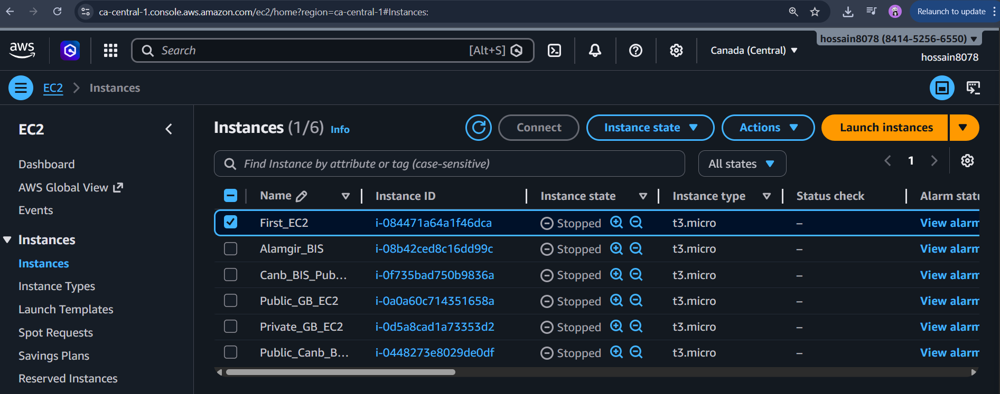 ca-central-1.console.aws.amazon.com/ec2/home?region=ca-central-1#Instances:
Relaunch to update
aws
Search
[Alt+S]
Canada (Central)
hossain8078 (8414-5256-6550)
hossain8078
EC2
Instances
EC2
Dashboard
AWS Global View
Events
Instances
Instances
Instance Types
Launch Templates
Spot Requests
Savings Plans
Reserved Instances
Instances (1/6) Info
Connect
Instance state
Actions
Launch instances
Find Instance by attribute or tag (case-sensitive)
All states
1
Name Instance ID Instance state Instance type Status check Alarm statu
First_EC2 i-084471a64a1f46dca Stopped t3.micro – View alarm
Alamgir_BIS i-08b42ced8c16dd99c Stopped t3.micro – View alarm
Canb_BIS_Pub... i-0f735bad750b9836a Stopped t3.micro – View alarm
Public_GB_EC2 i-0a0a60c714351658a Stopped t3.micro – View alarm
Private_GB_EC2 i-0d5a8cad1a73353d2 Stopped t3.micro – View alarm
Public_Canb_B... i-0448273e8029de0df Stopped t3.micro – View alarm